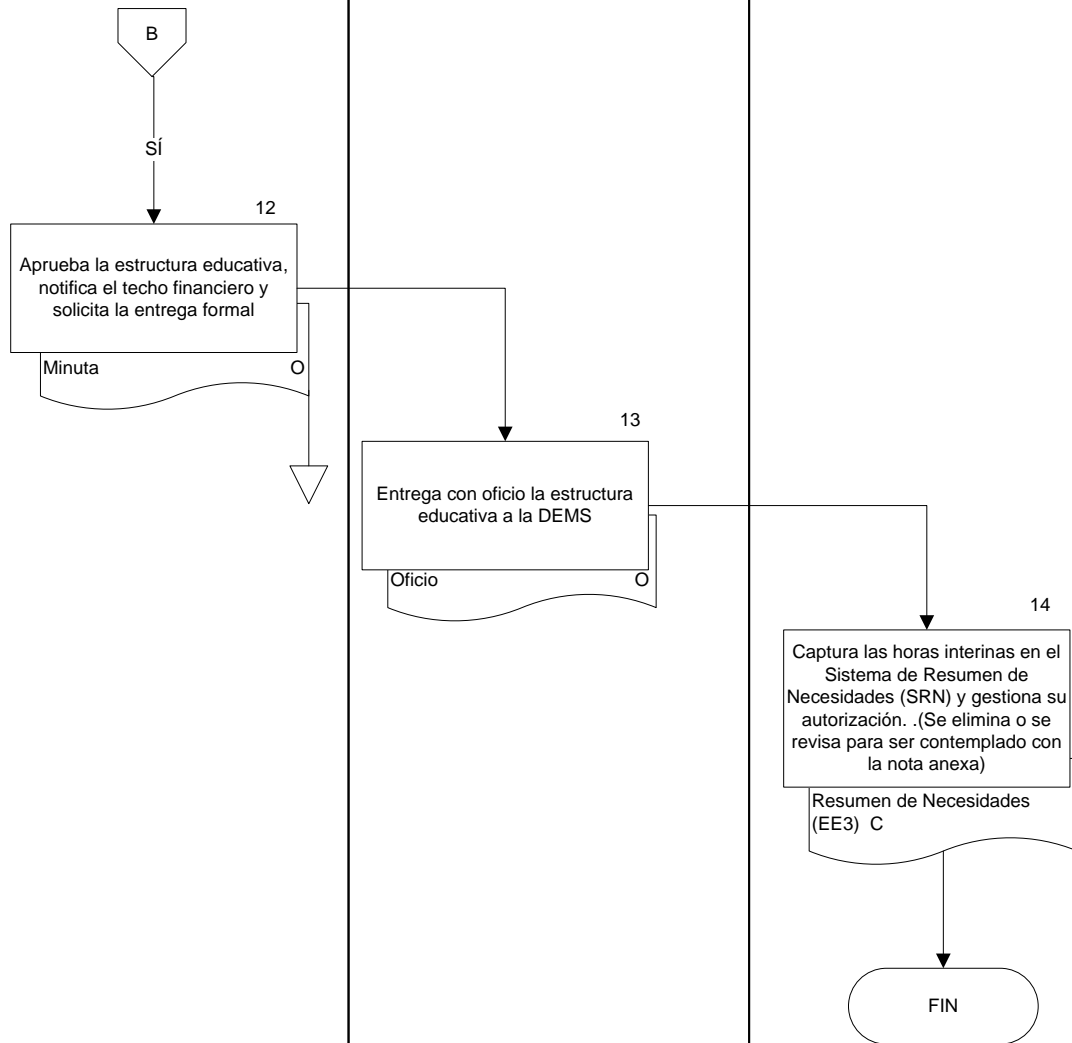 B
SÍ
12
Aprueba la estructura educativa,
notifica el techo financiero y
solicita la entrega formal
Minuta O
13
Entrega con oficio la estructura
educativa a la DEMS
Oficio O
14
Captura las horas interinas en el
Sistema de Resumen de
Necesidades (SRN) y gestiona su
autorización. .(Se elimina o se
revisa para ser contemplado con
la nota anexa)
Resumen de Necesidades
(EE3) C
FIN